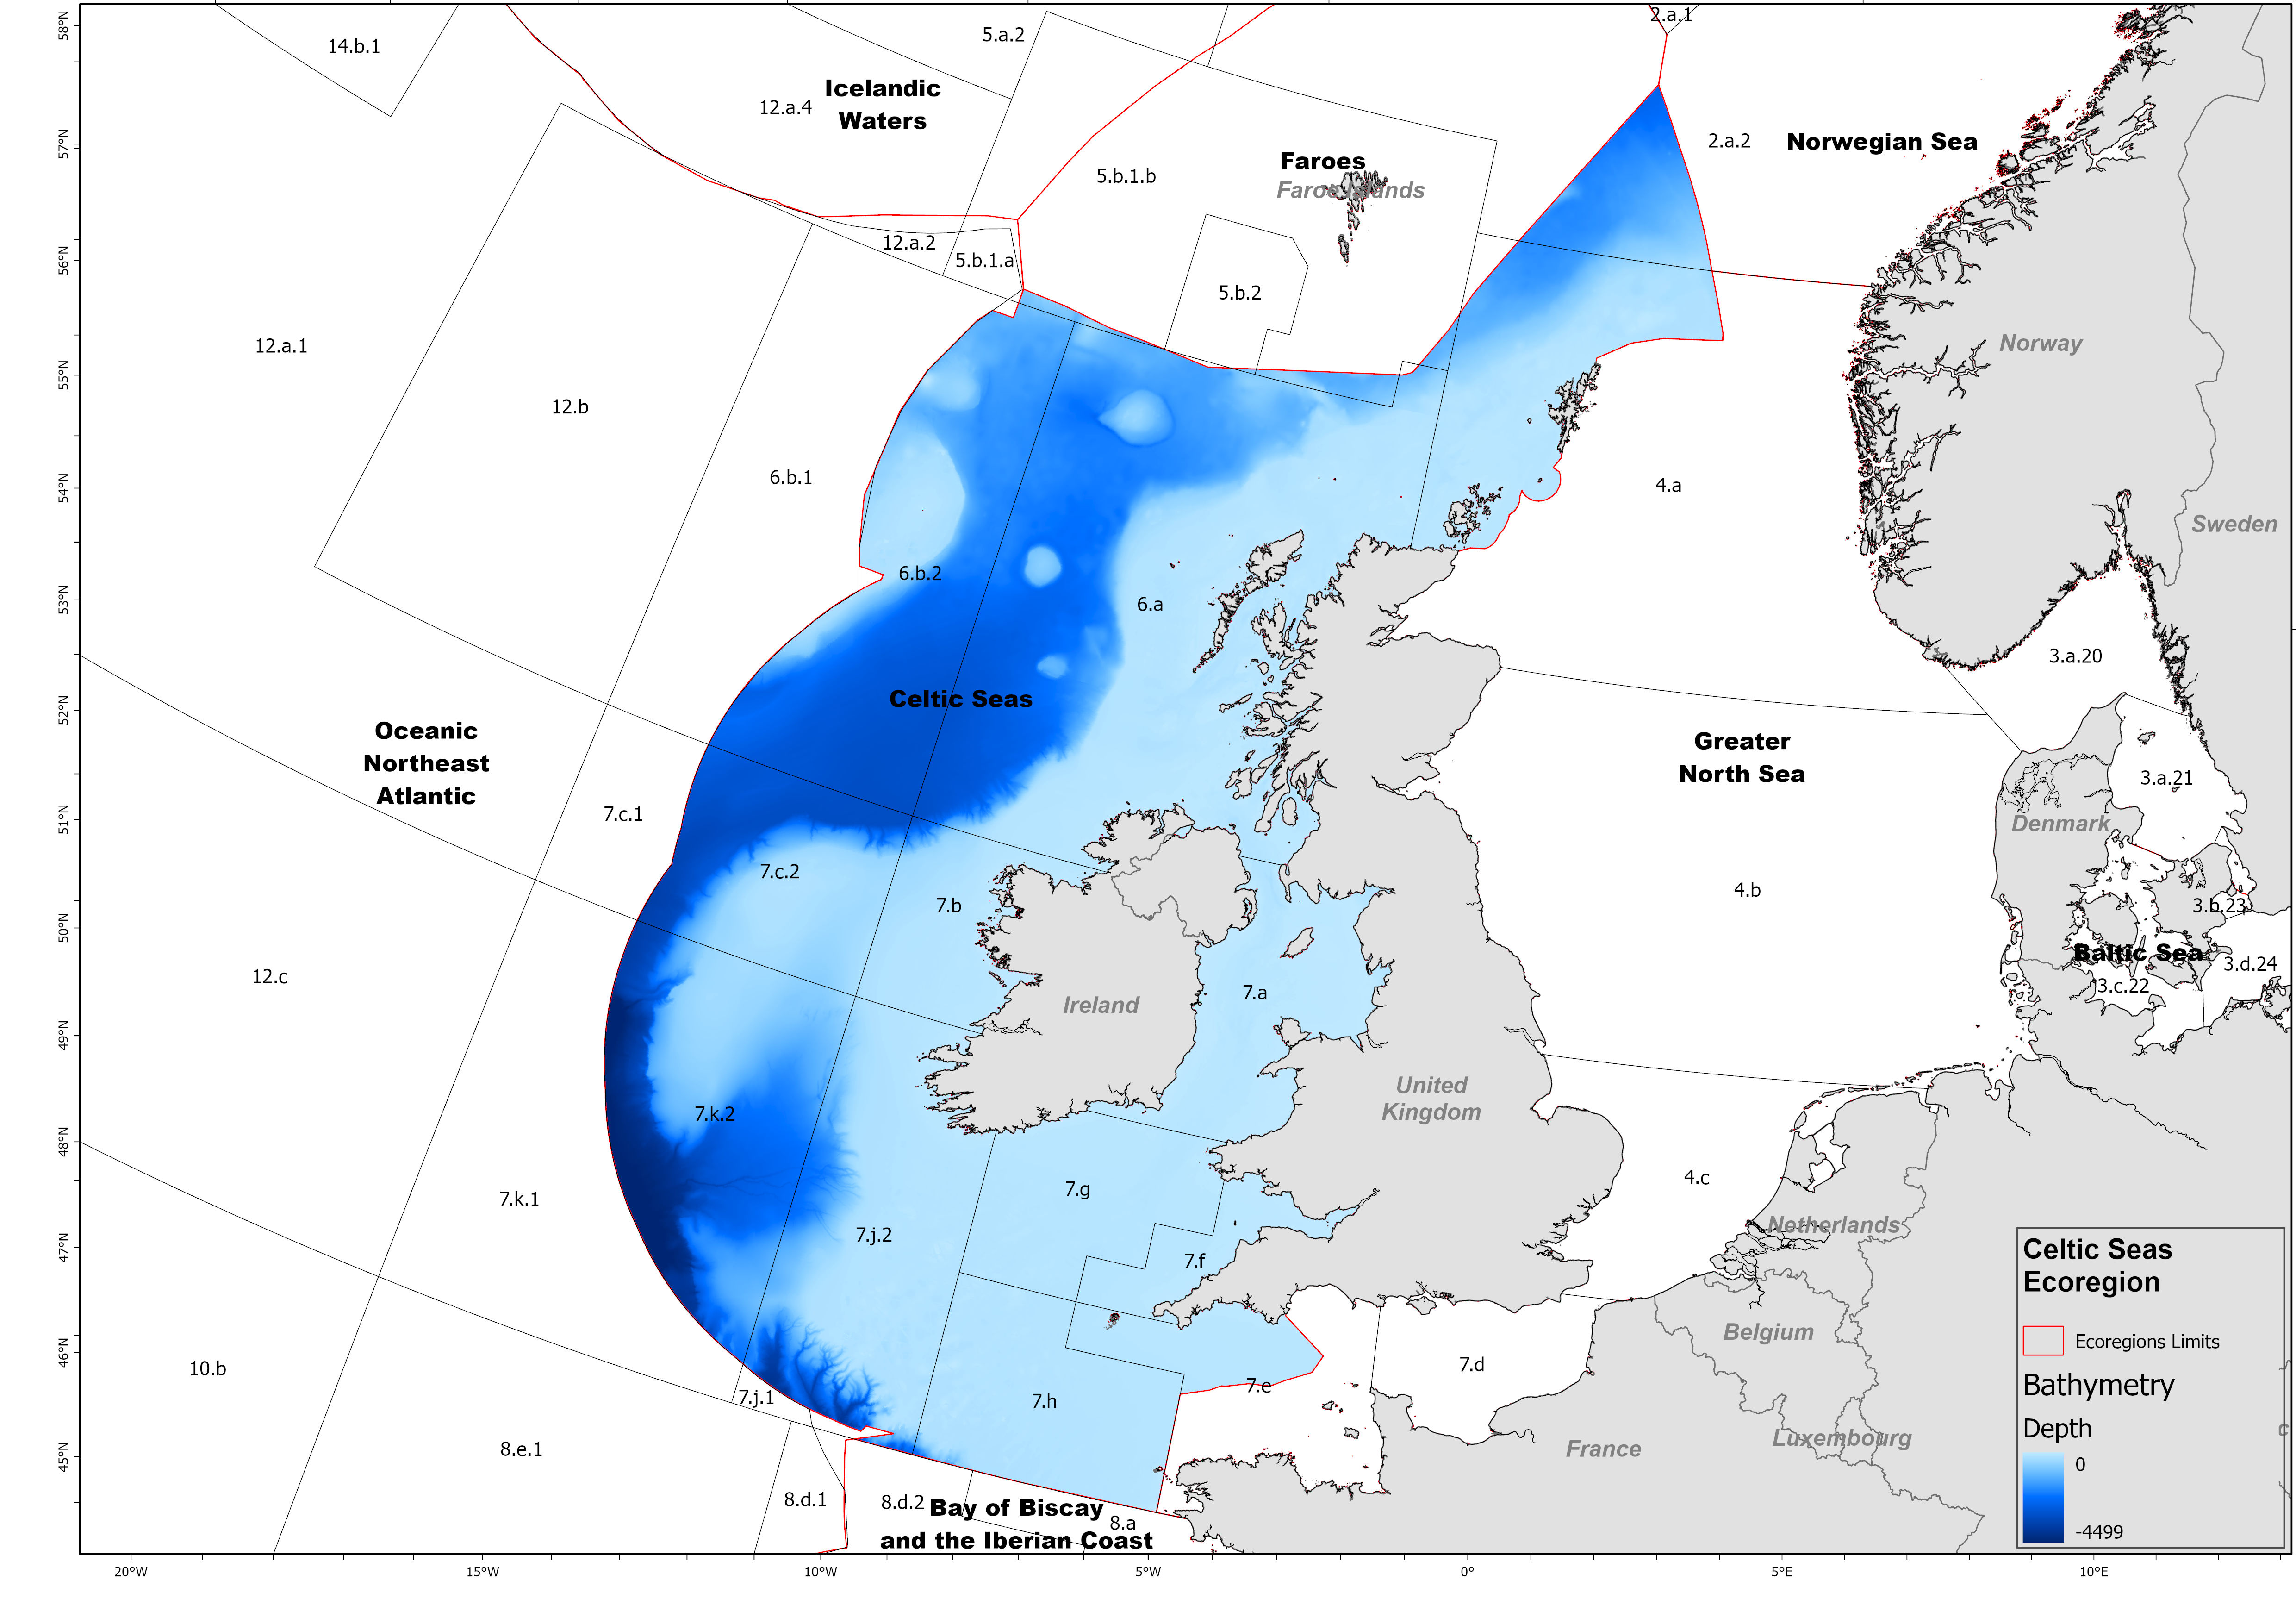 58°N
57°N
56°N
55°N
54°N
53°N
52°N
51°N
50°N
49°N
48°N
47°N
46°N
45°N
14.b.1
5.a.2
2.a.1
12.a.4
Icelandic
Waters
5.b.1.b
Faroes
Faroe Islands
2.a.2
Norwegian Sea
12.a.2
5.b.1.a
5.b.2
12.a.1
12.b
Norway
6.b.1
4.a
Sweden
6.b.2
6.a
3.a.20
Celtic Seas
Oceanic
Northeast
Atlantic
Greater
North Sea
3.a.21
7.c.1
Denmark
7.c.2
7.b
4.b
3.b.23
Baltic Sea
3.d.24
3.c.22
12.c
7.a
Ireland
United
Kingdom
7.k.2
7.k.1
7.g
4.c
7.j.2
7.f
Netherlands
Belgium
10.b
7.j.1
7.h
7.e
7.d
8.e.1
France
Luxembourg
8.d.1
8.d.2
Bay of Biscay
and the Iberian Coast
8.a
Celtic Seas
Ecoregion
Ecoregions Limits
Bathymetry
Depth
0
-4499
20°W
15°W
10°W
5°W
0°
5°E
10°E